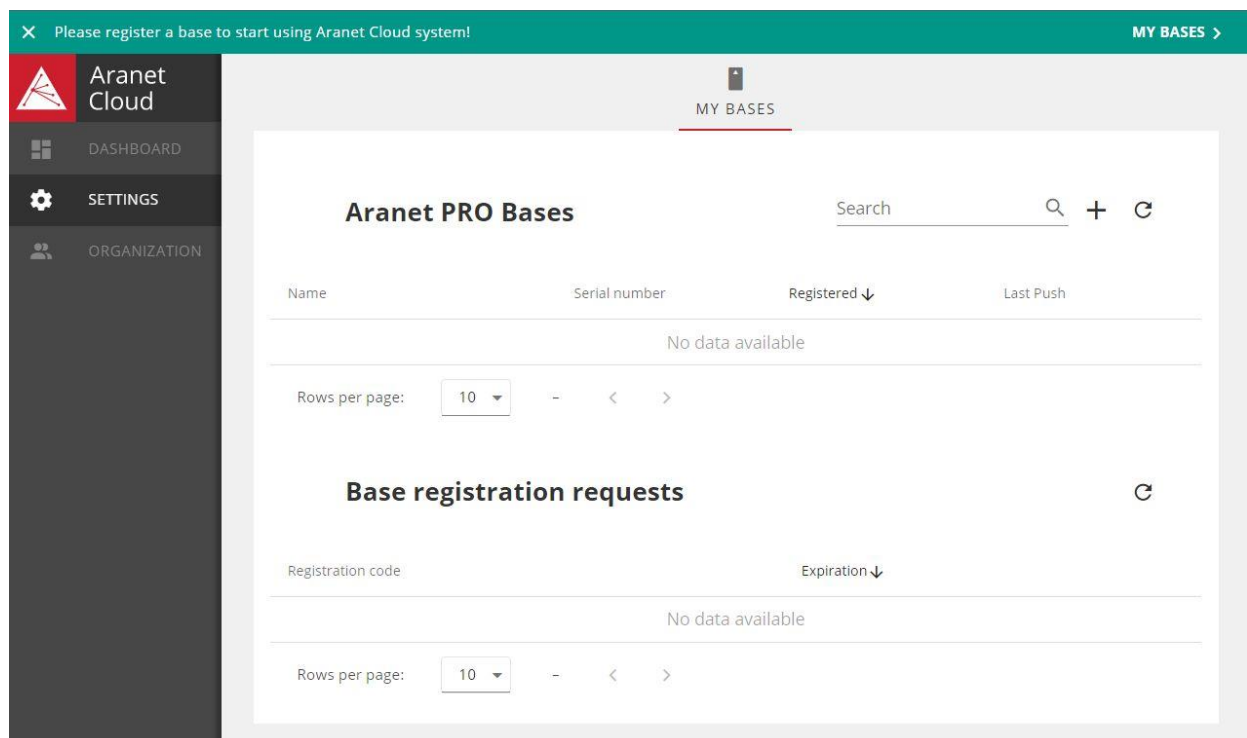 Please register a base to start using Aranet Cloud system!
MY BASES
Aranet
Cloud
DASHBOARD
SETTINGS
ORGANIZATION
MY BASES
Aranet PRO Bases
Search
Name Serial number Registered Last Push
No data available
Rows per page: 10 –
Base registration requests
Registration code Expiration
No data available
Rows per page: 10 –